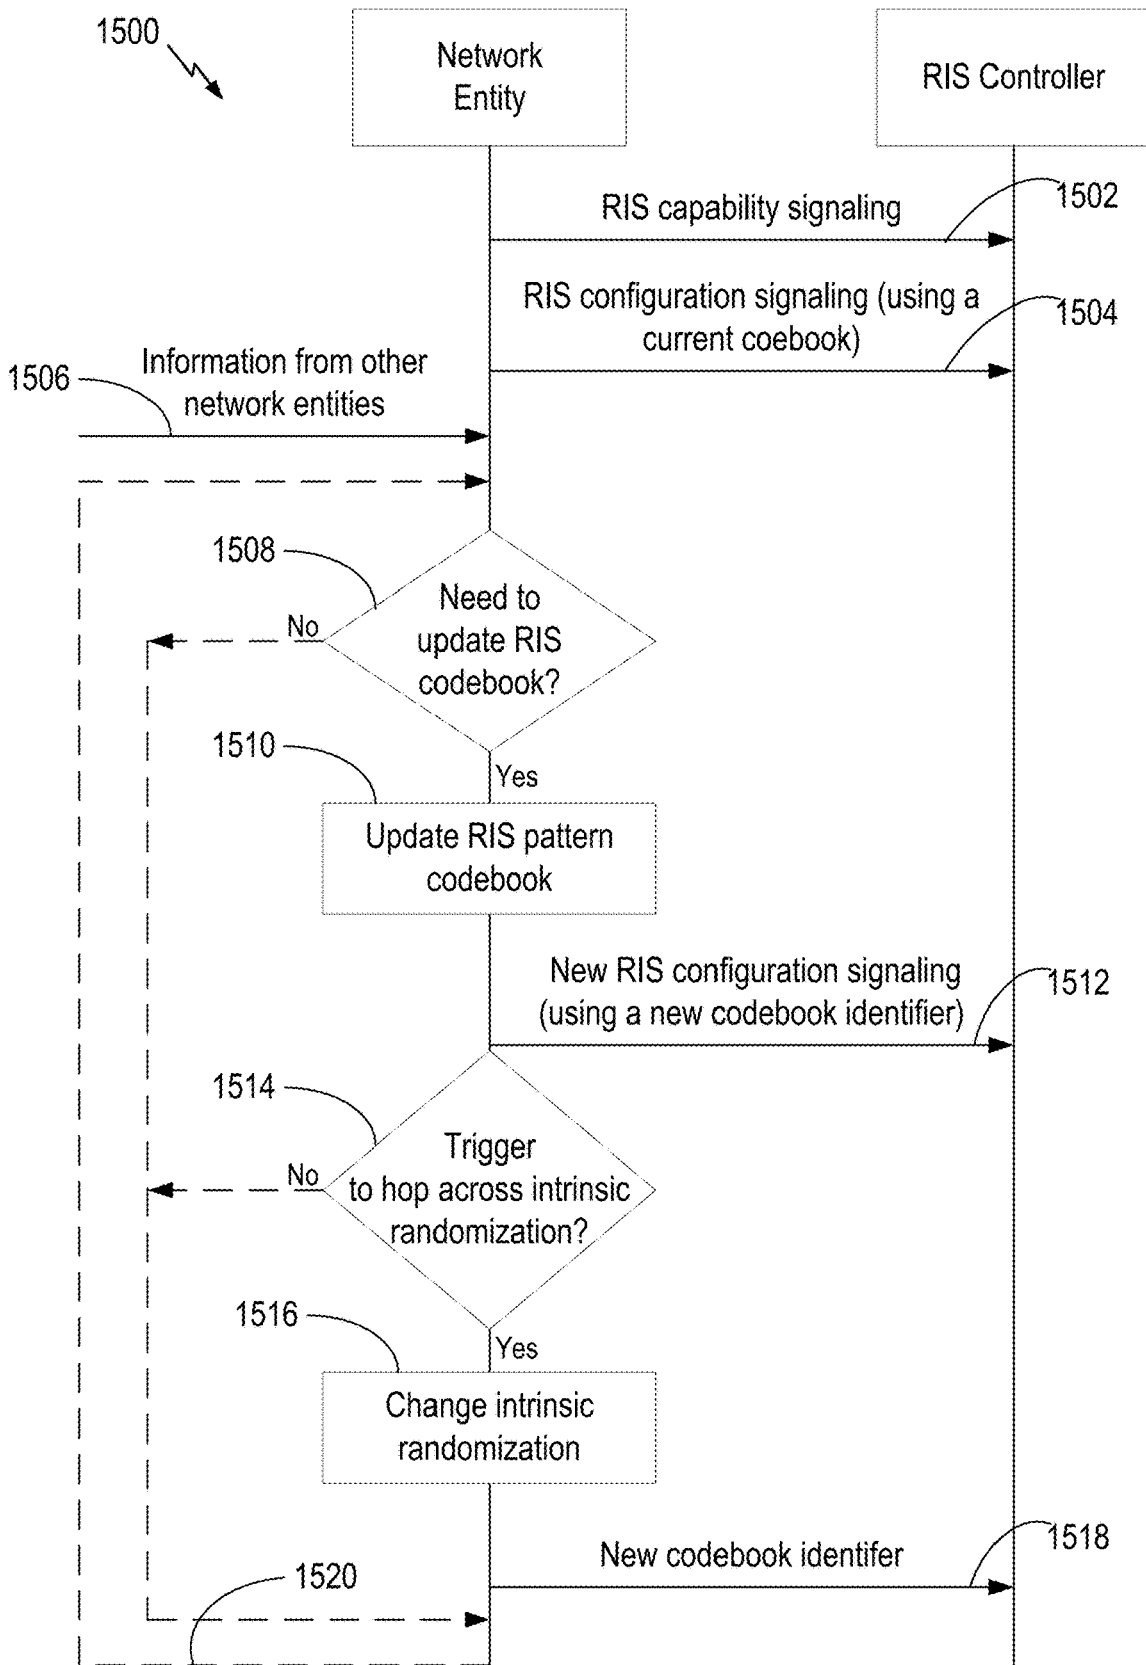 1500
Network
Entity
RIS Controller
RIS capability signaling
1502
RIS configuration signaling (using a
current coebook)
1504
Information from other
network entities
1506
1508
Need to
update RIS
codebook?
No
1510
Yes
Update RIS pattern
codebook
New RIS configuration signaling
(using a new codebook identifier)
1512
1514
Trigger
to hop across intrinsic
randomization?
No
1516
Yes
Change intrinsic
randomization
New codebook identifer
1518
1520